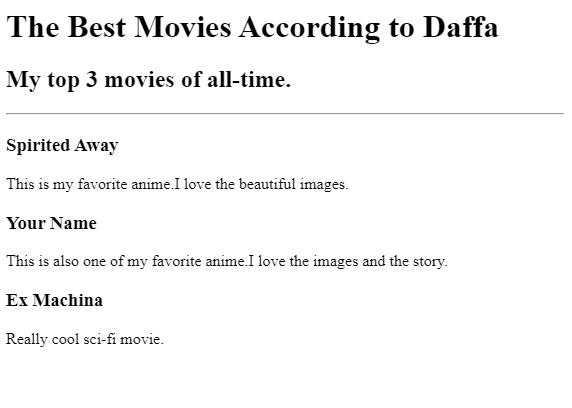 The Best Movies According to Daffa
My top 3 movies of all-time.
Spirited Away
This is my favorite anime.I love the beautiful images.
Your Name
This is also one of my favorite anime.I love the images and the story.
Ex Machina
Really cool sci-fi movie.